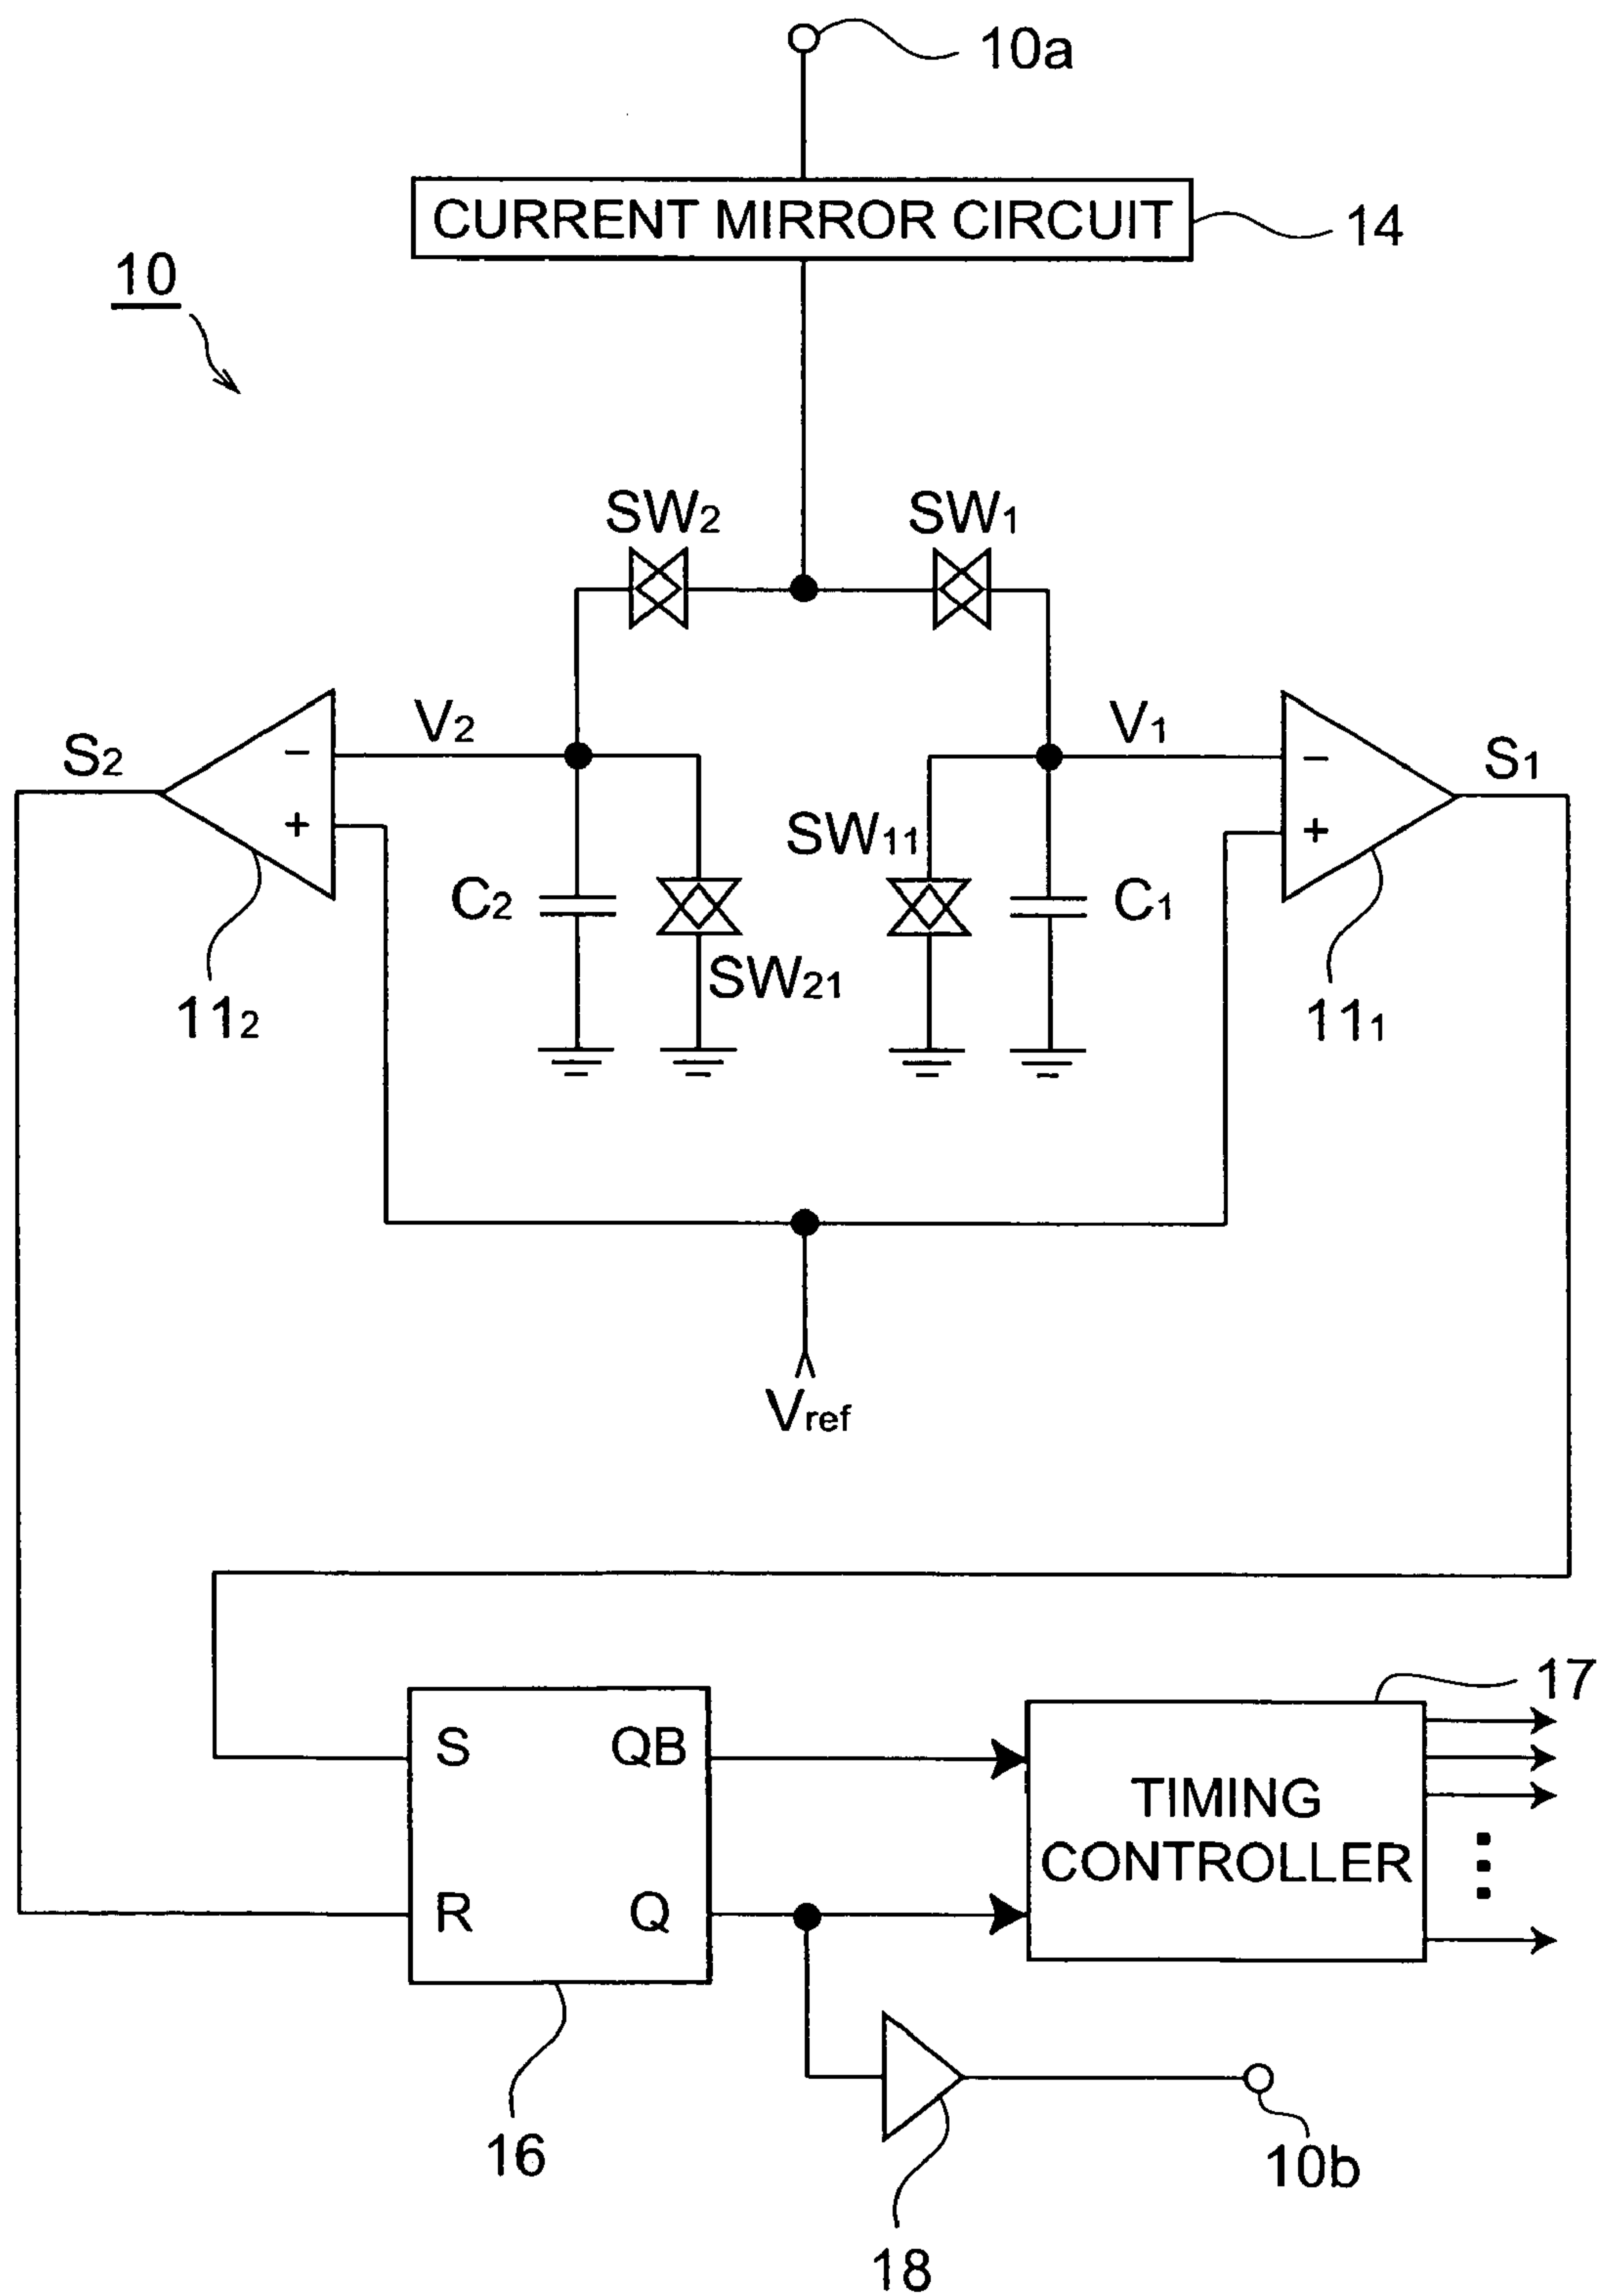 10a
CURRENT MIRROR CIRCUIT
14
10
SW2
SW1
V2
V1
S2
S1
−
−
+
+
SW11
C2
C1
SW21
112
111
Vref
17
S
QB
TIMING
CONTROLLER
R
Q
16
10b
18